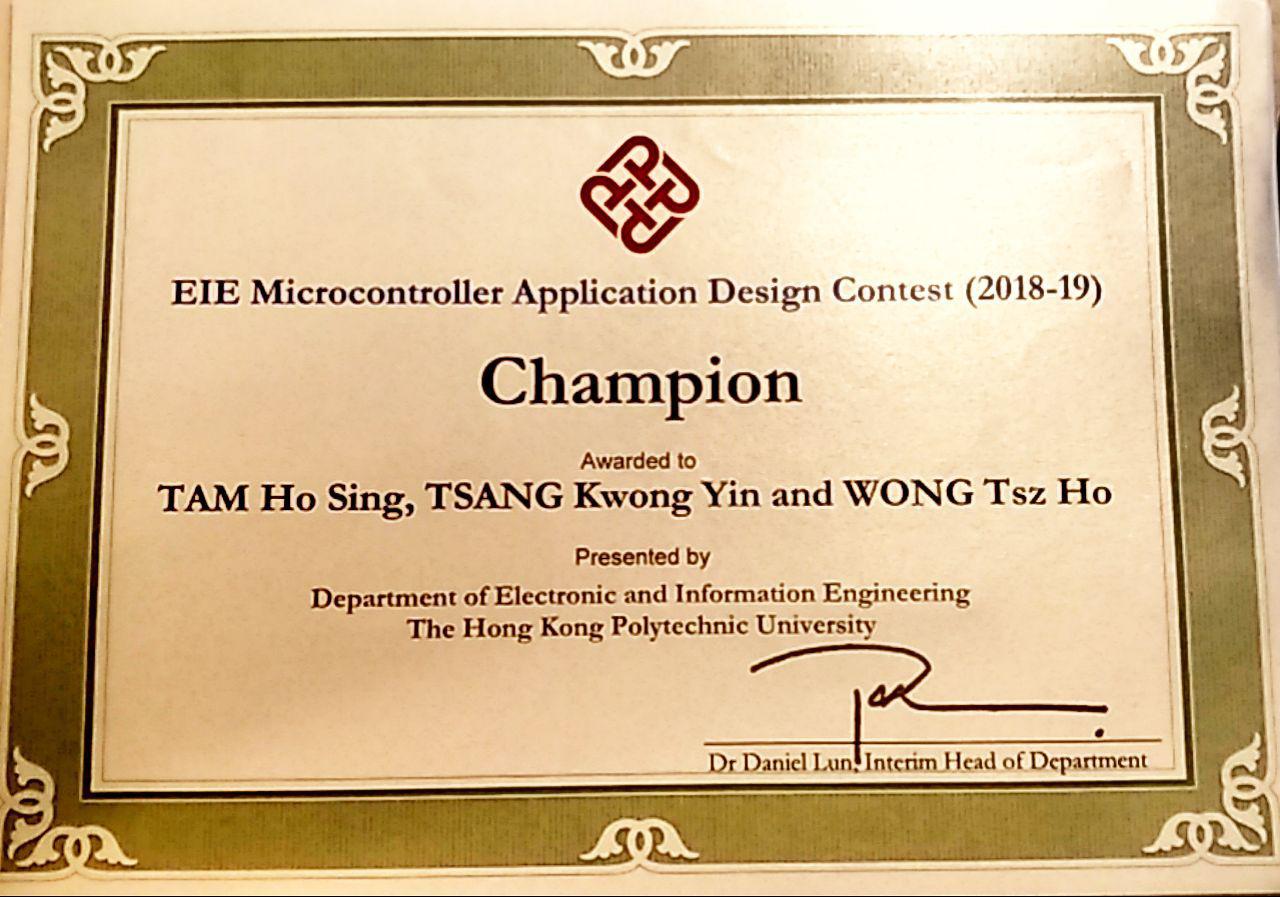 EIE Microcontroller Application Design Contest (2018-19)
Champion
Awarded to
TAM Ho Sing, TSANG Kwong Yin and WONG Tsz Ho
Presented by
Department of Electronic and Information Engineering
The Hong Kong Polytechnic University
Dr Daniel Lun, Interim Head of Department